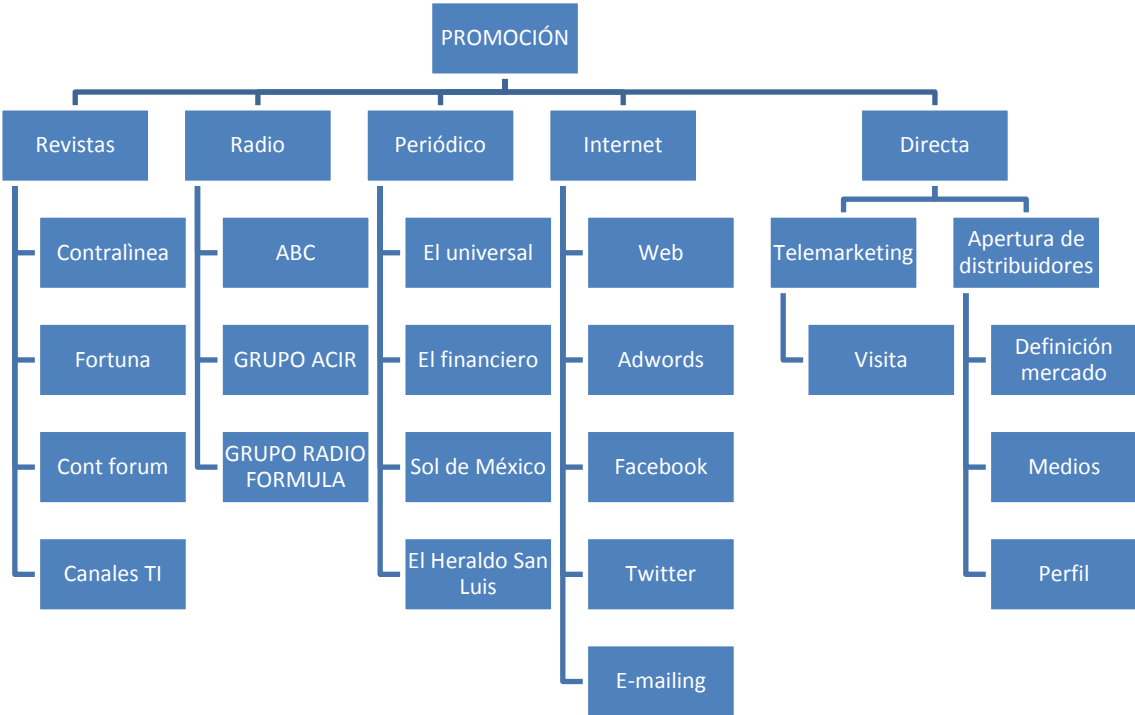 PROMOCIÓN
Revistas
Radio
Periódico
Internet
Directa
Contralìnea
ABC
El universal
Web
Telemarketing
Apertura de
distribuidores
Fortuna
GRUPO ACIR
El financiero
Adwords
Visita
Definición
mercado
Cont forum
GRUPO RADIO
FORMULA
Sol de México
Facebook
Medios
Canales TI
El Heraldo San
Luis
Twitter
Perfil
E-mailing